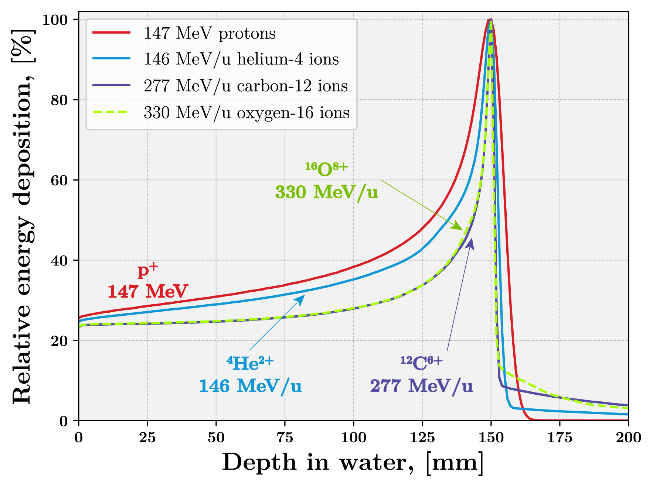 147 MeV protons
146 MeV/u helium-4 ions
277 MeV/u carbon-12 ions
330 MeV/u oxygen-16 ions
¹⁶O⁸⁺
330 MeV/u
p⁺
147 MeV
⁴He²⁺
146 MeV/u
¹²C⁶⁺
277 MeV/u
Relative energy deposition, [%]
100
80
60
40
20
0
0 25 50 75 100 125 150 175 200
Depth in water, [mm]